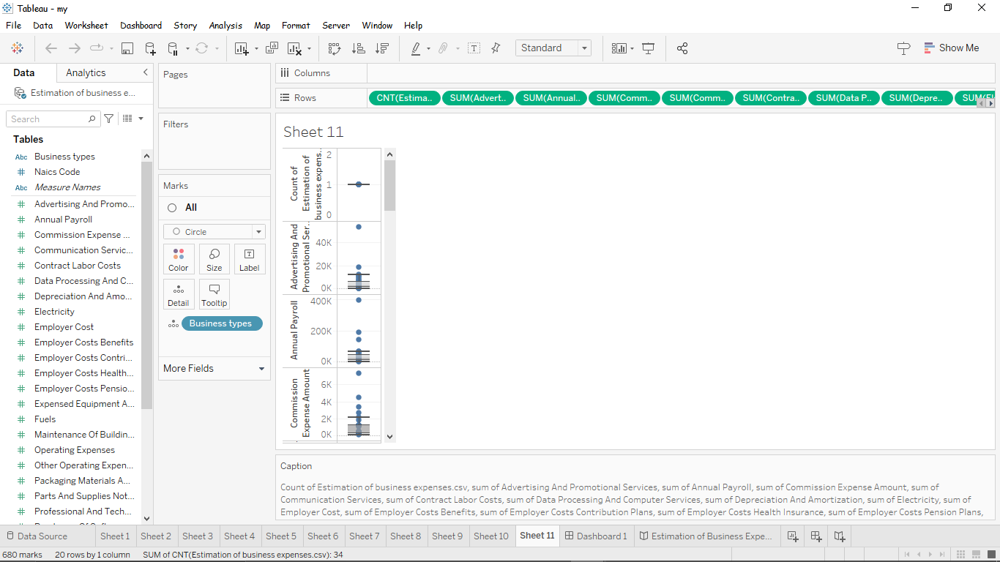 Tableau - my
File Data Worksheet Dashboard Story Analysis Map Format Server Window Help
Standard
Show Me
Data Analytics
Estimation of business e...
Search
Tables
Abc Business types
# Naics Code
Abc Measure Names
# Advertising And Promo...
# Annual Payroll
# Commission Expense ...
# Communication Servic...
# Contract Labor Costs
# Data Processing And C...
# Depreciation And Amo...
# Electricity
# Employer Cost
# Employer Costs Benefits
# Employer Costs Contri...
# Employer Costs Health...
# Employer Costs Pensio...
# Expensed Equipment A...
# Fuels
# Maintenance Of Buildin...
# Operating Expenses
# Other Operating Expen...
# Packaging Materials A...
# Parts And Supplies Not...
# Professional And Tech...
Pages
Filters
Marks
All
Circle
Color Size Label
Detail Tooltip
Business types
More Fields
Columns
Rows CNT(Estima.. SUM(Advert.. SUM(Annual.. SUM(Comm.. SUM(Comm.. SUM(Contra.. SUM(Data P.. SUM(Depre..
Sheet 11
Count of
Estimation of
business expens..
2
1
0
Advertising And
Promotional Ser..
40K
20K
0K
Annual Payroll
400K
200K
0K
Commission
Expense Amount
6K
4K
2K
0K
Caption
Count of Estimation of business expenses.csv, sum of Advertising And Promotional Services, sum of Annual Payroll, sum of Commission Expense Amount, sum of
Communication Services, sum of Contract Labor Costs, sum of Data Processing And Computer Services, sum of Depreciation And Amortization, sum of Electricity, sum of
Employer Cost, sum of Employer Costs Benefits, sum of Employer Costs Contribution Plans, sum of Employer Costs Health Insurance, sum of Employer Costs Pension Plans,
Data Source Sheet 1 Sheet 2 Sheet 3 Sheet 4 Sheet 5 Sheet 6 Sheet 7 Sheet 8 Sheet 9 Sheet 10 Sheet 11 Dashboard 1 Estimation of Business Expe...
680 marks 20 rows by 1 column SUM of CNT(Estimation of business expenses.csv): 34